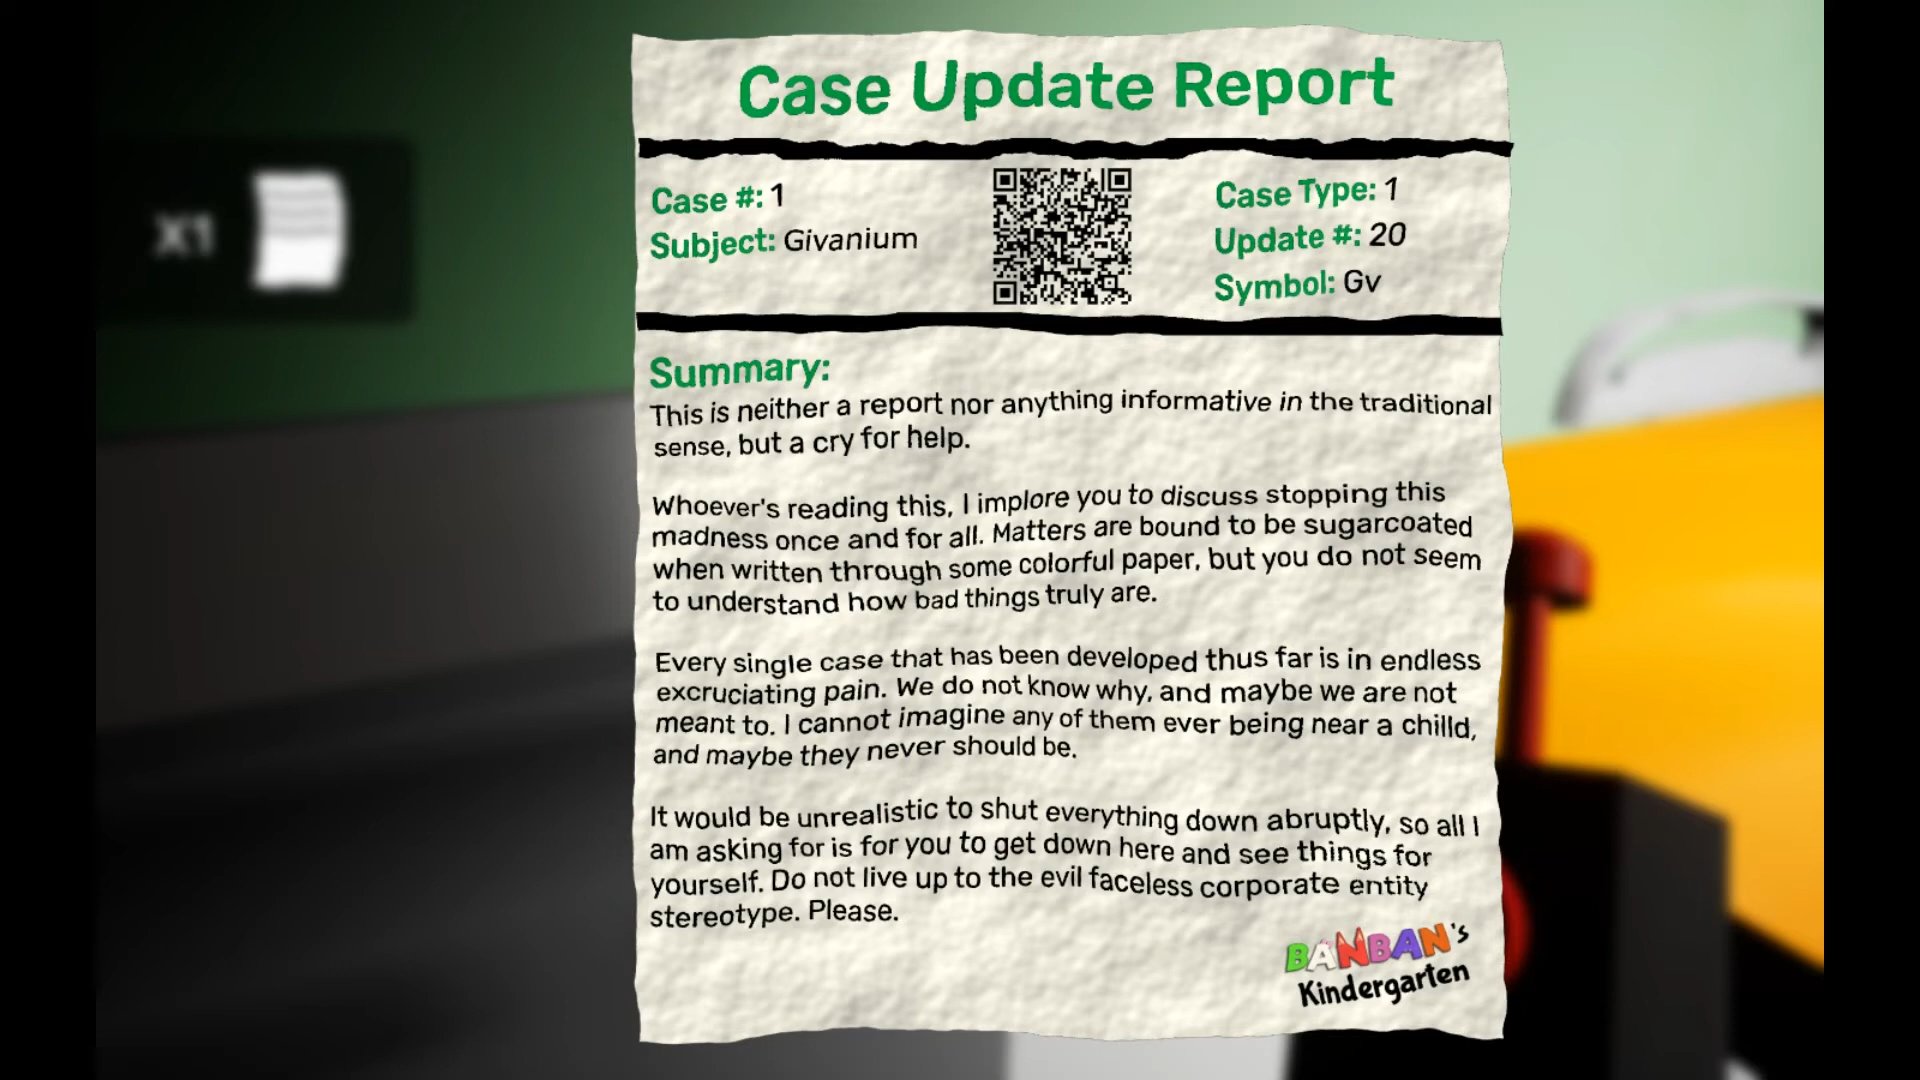 Case Update Report
X1
Case #: 1
Subject: Givanium
Case Type: 1
Update #: 20
Symbol: Gv
Summary:
This is neither a report nor anything informative in the traditional
sense, but a cry for help.
Whoever's reading this, I implore you to discuss stopping this
madness once and for all. Matters are bound to be sugarcoated
when written through some colorful paper, but you do not seem
to understand how bad things truly are.
Every single case that has been developed thus far is in endless
excruciating pain. We do not know why, and maybe we are not
meant to. I cannot imagine any of them ever being near a chilld,
and maybe they never should be.
It would be unrealistic to shut everything down abruptly, so all I
am asking for is for you to get down here and see things for
yourself. Do not live up to the evil faceless corporate entity
stereotype. Please.
BANBAN's
Kindergarten